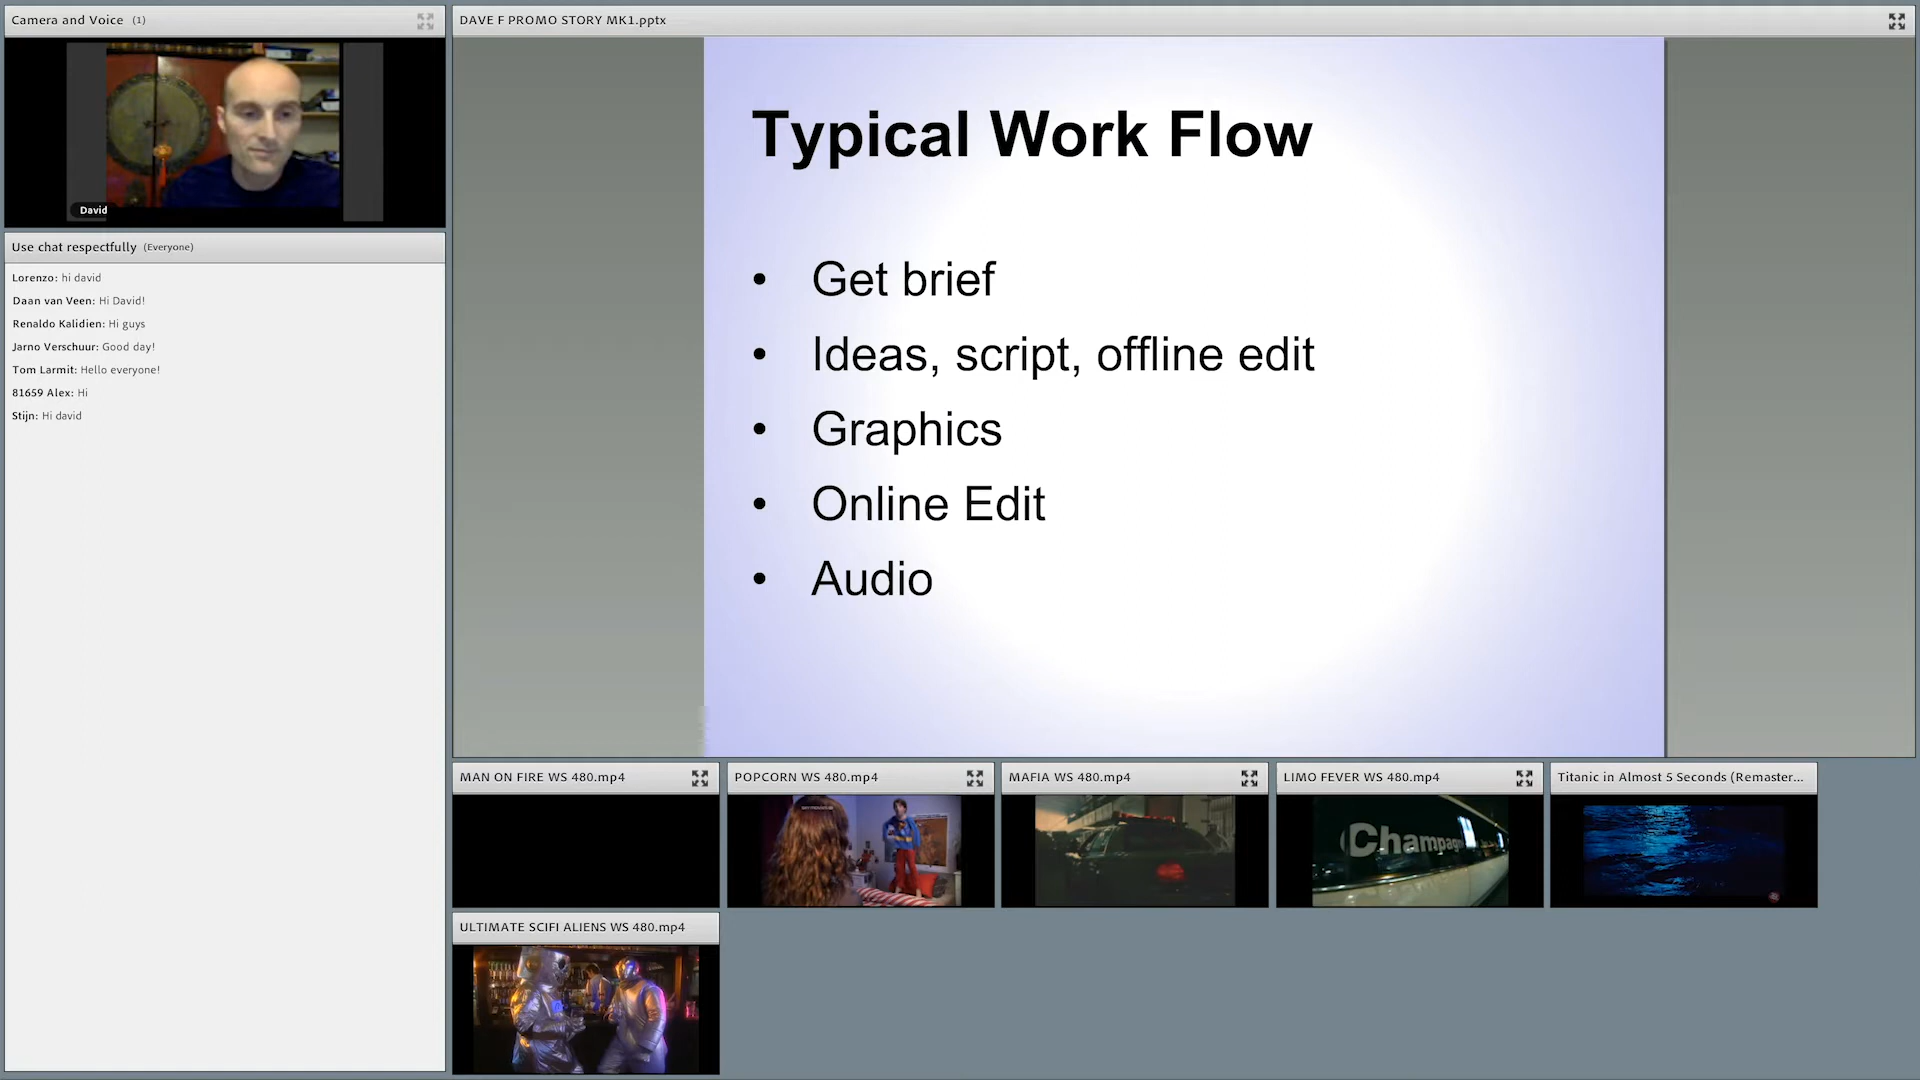 Camera and Voice (1)
David
Use chat respectfully (Everyone)
Lorenzo: hi david
Daan van Veen: Hi David!
Renaldo Kalidien: Hi guys
Jarno Verschuur: Good day!
Tom Larmit: Hello everyone!
81659 Alex: Hi
Stijn: Hi david
DAVE F PROMO STORY MK1.pptx
Typical Work Flow
• Get brief
• Ideas, script, offline edit
• Graphics
• Online Edit
• Audio
MAN ON FIRE WS 480.mp4
POPCORN WS 480.mp4
MAFIA WS 480.mp4
LIMO FEVER WS 480.mp4
Champagn
Titanic in Almost 5 Seconds (Remaster...
ULTIMATE SCIFI ALIENS WS 480.mp4